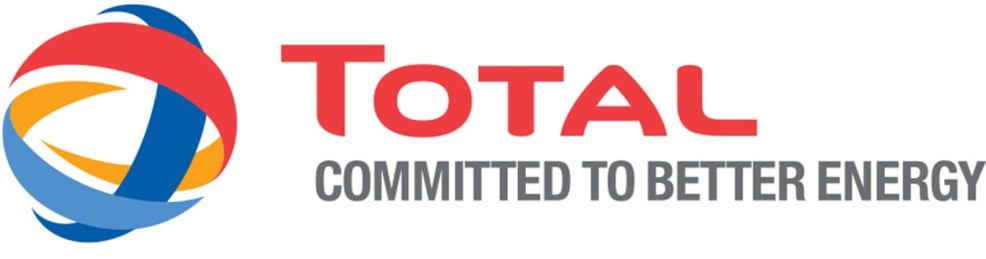 TOTAL
COMMITTED TO BETTER ENERGY